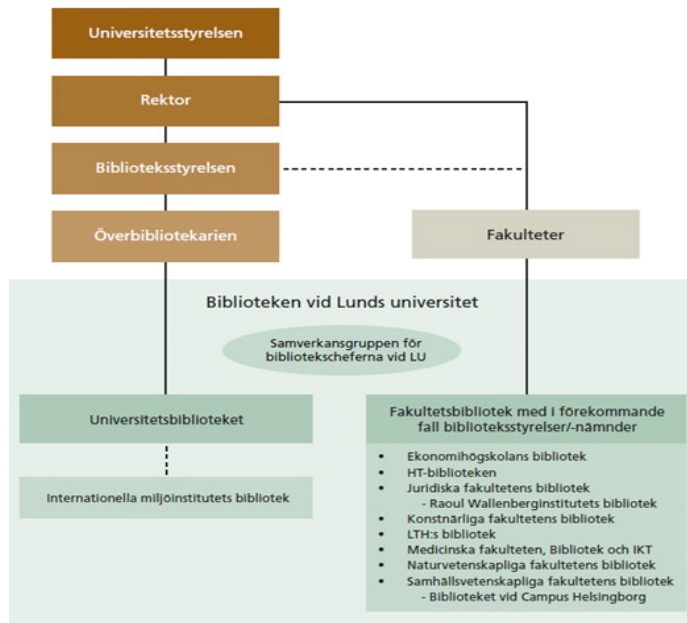 Universitetsstyrelsen
Rektor
Biblioteksstyrelsen
Överbibliotekarien
Fakulteter
Biblioteken vid Lunds universitet
Samverkansgruppen för
bibliotekscheferna vid LU
Universitetsbiblioteket
Internationella miljöinstitutets bibliotek
Fakultetsbibliotek med i förekommande
fall biblioteksstyrelser/-nämnder
• Ekonomihögskolans bibliotek
• HT-biblioteken
• Juridiska fakultetens bibliotek
- Raoul Wallenberginstitutets bibliotek
• Konstnärliga fakultetens bibliotek
• LTH:s bibliotek
• Medicinska fakulteten, Bibliotek och IKT
• Naturvetenskapliga fakultetens bibliotek
• Samhällsvetenskapliga fakultetens bibliotek
- Biblioteket vid Campus Helsingborg